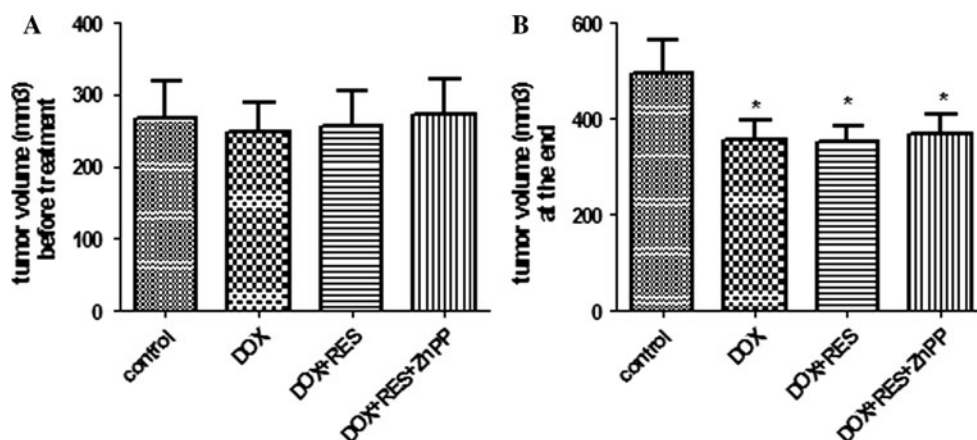 A
tumor volume (mm3)
before treatment
400
300
200
100
0
control
DOX
DOX+RES
DOX+RES+ZnPP
B
tumor volume (mm3)
at the end
600
400
200
0
*
*
*
control
DOX
DOX+RES
DOX+RES+ZnPP